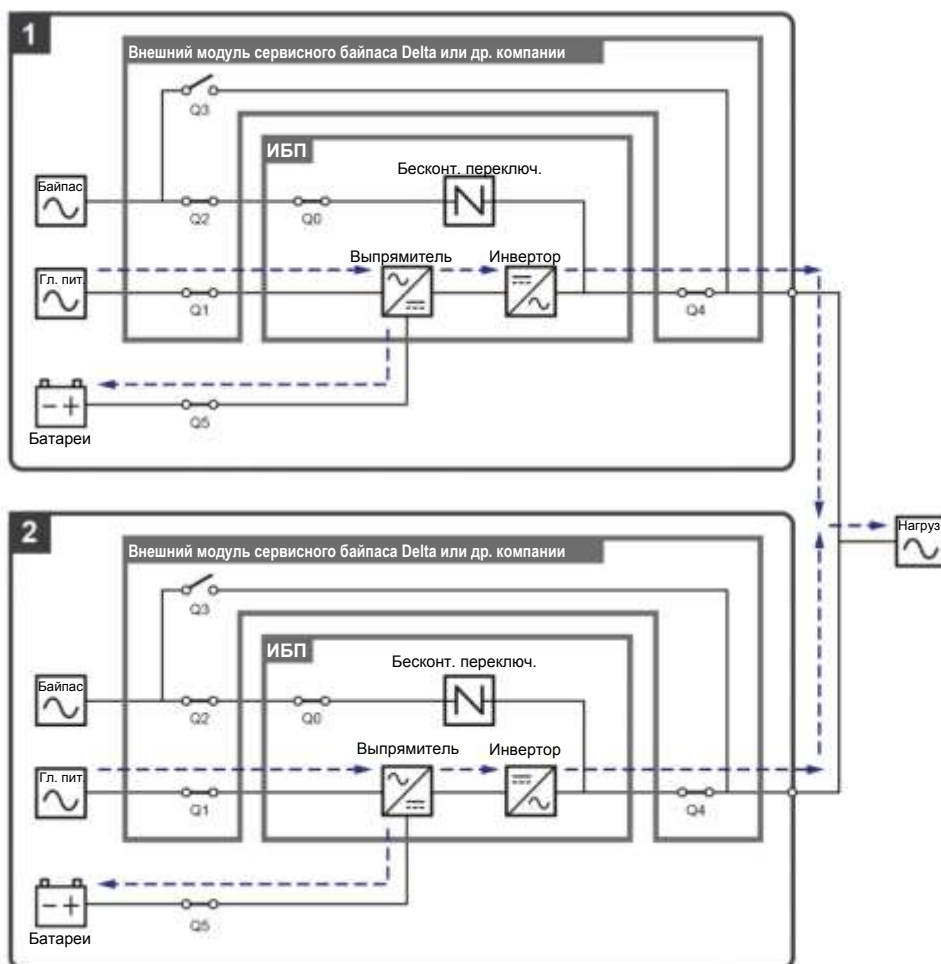 1
Внешний модуль сервисного байпаса Delta или др. компании
Q3
ИБП
Бесконт. переключ.
Байпас
Q2
Q0
Выпрямитель
Инвертор
Гл. пит.
Q1
Q4
Батареи
Q5
2
Внешний модуль сервисного байпаса Delta или др. компании
Нагруз
Q3
ИБП
Бесконт. переключ.
Байпас
Q2
Q0
Выпрямитель
Инвертор
Гл. пит.
Q1
Q4
Батареи
Q5